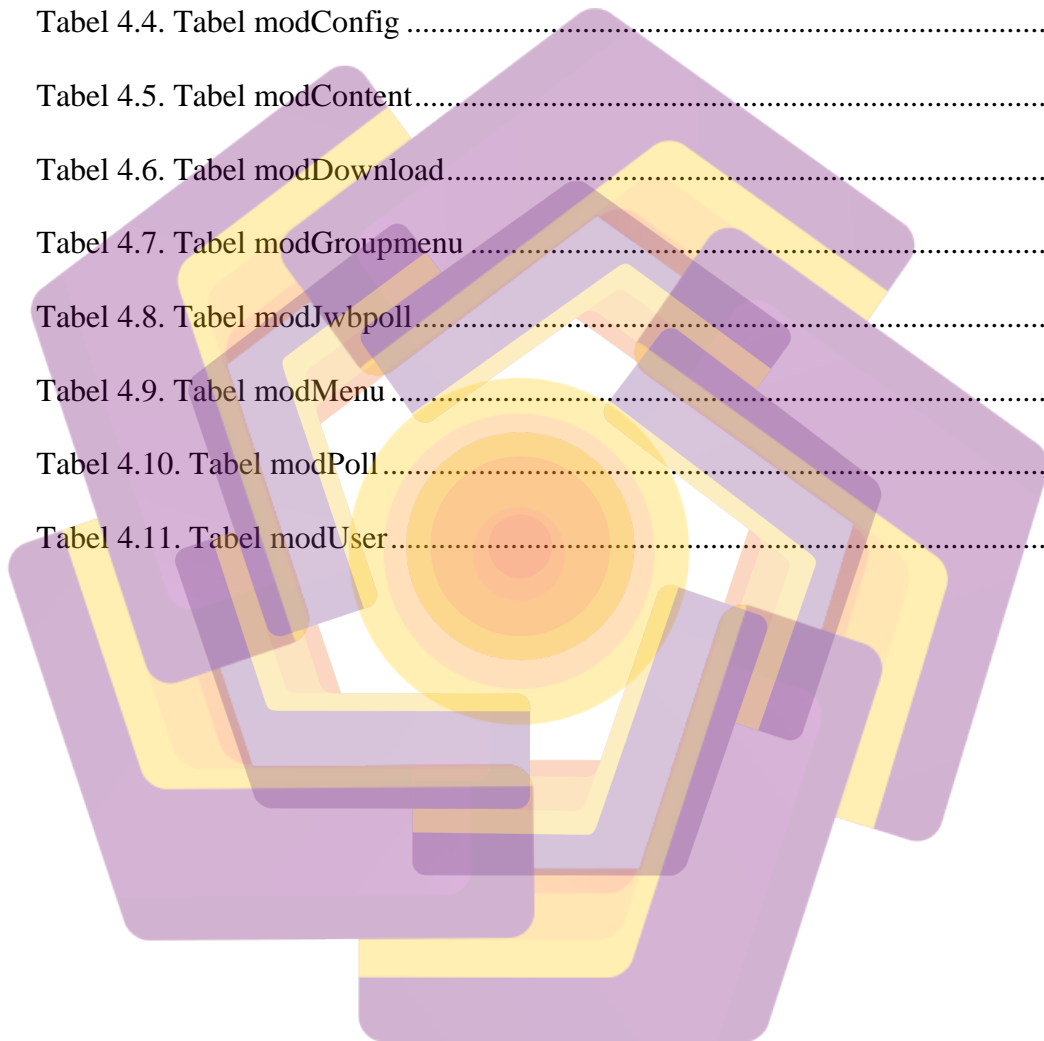 Tabel 4.4. Tabel modConfig ................................................................................
Tabel 4.5. Tabel modContent................................................................................
Tabel 4.6. Tabel modDownload............................................................................
Tabel 4.7. Tabel modGroupmenu .........................................................................
Tabel 4.8. Tabel modJwbpoll................................................................................
Tabel 4.9. Tabel modMenu ..................................................................................
Tabel 4.10. Tabel modPoll...................................................................................
Tabel 4.11. Tabel modUser..................................................................................